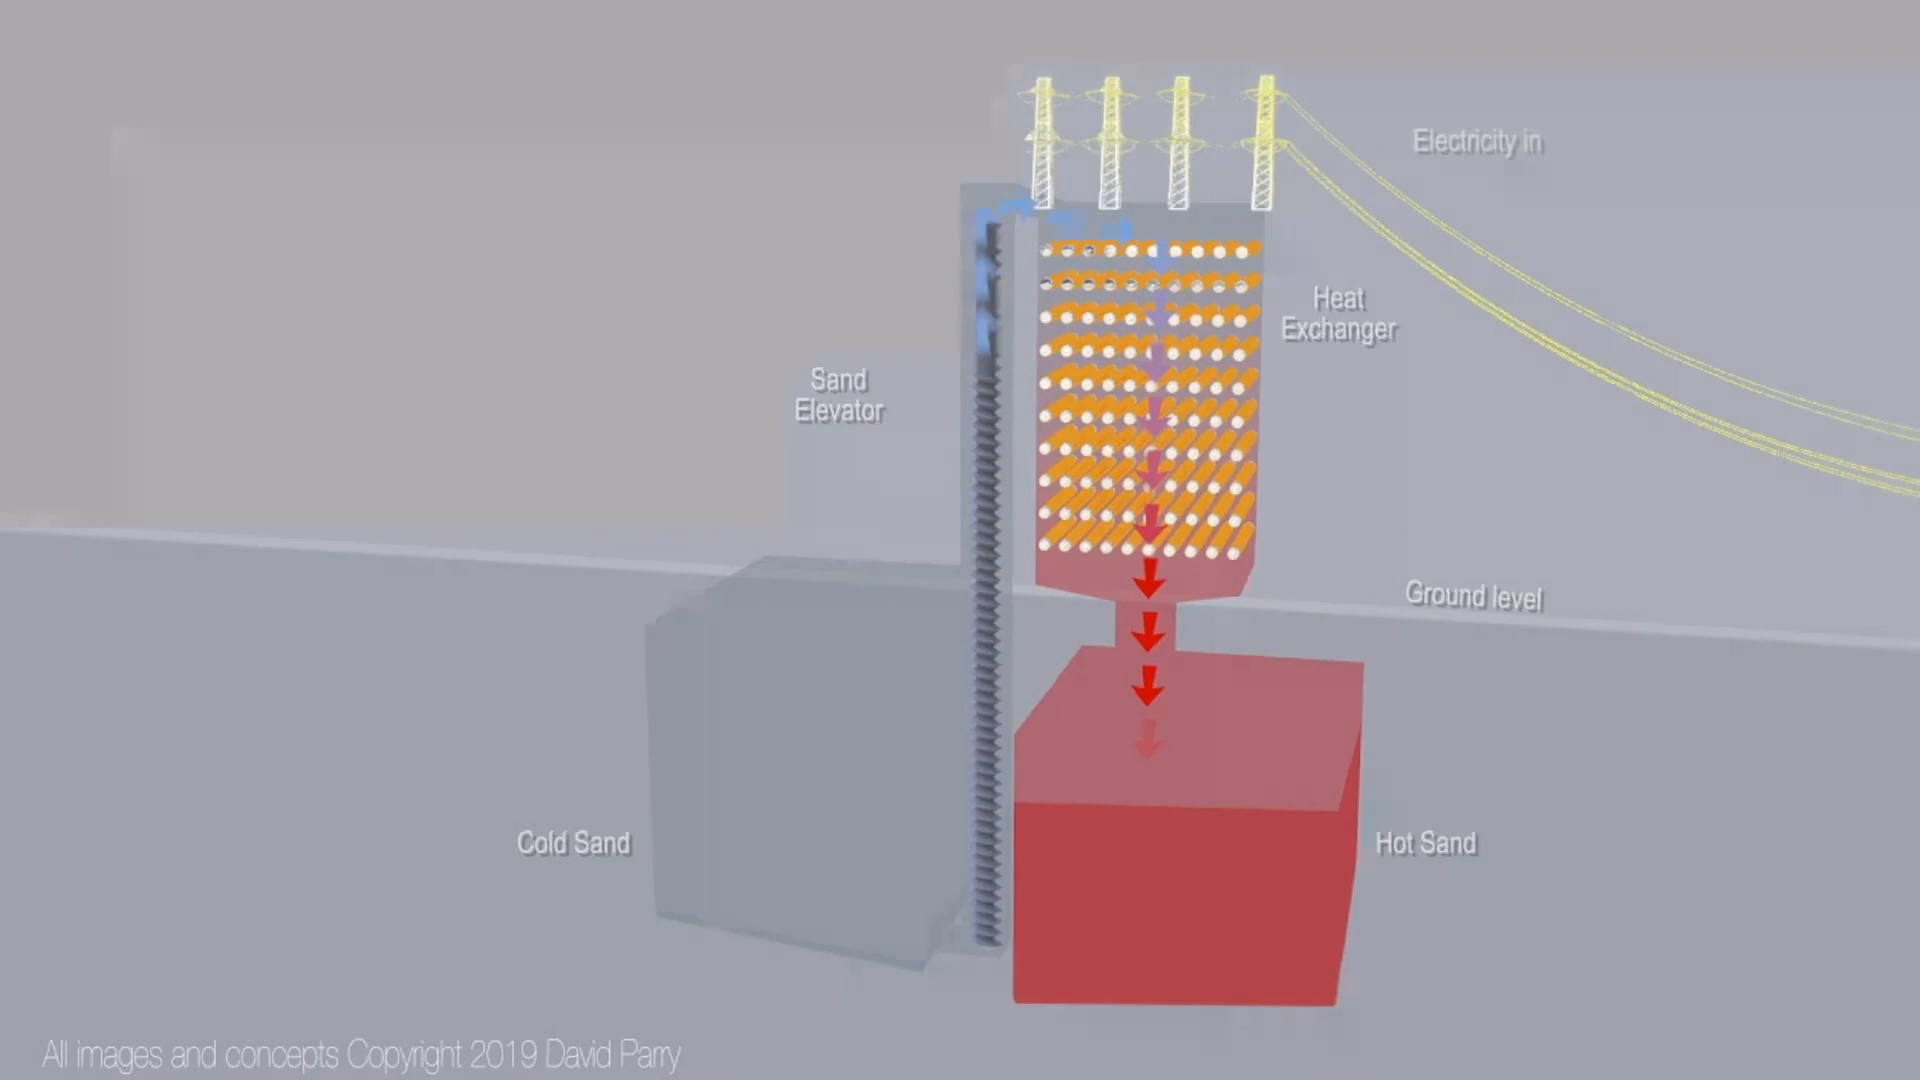 Electricity in
Heat
Exchanger
Sand
Elevator
Ground level
Cold Sand
Hot Sand
All images and concepts Copyright 2019 David Parry